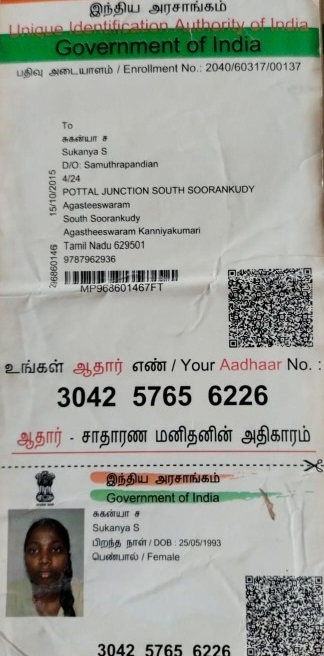 இந்திய அரசாங்கம்
Unique Identification Authority of India
Government of India
பதிவு அடையாளம் / Enrollment No.: 2040/60317/00137
To
சுகன்யா ச
Sukanya S
D/O: Samuthrapandian
4/24
POTTAL JUNCTION SOUTH SOORANKUDY
Agasteeswaram
South Soorankudy
Agastheeswaram Kanniyakumari
Tamil Nadu 629501
9787962936
15/10/2015
MP968601467FT
உங்கள் ஆதார் எண் / Your Aadhaar No. :
3042 5765 6226
ஆதார் - சாதாரண மனிதனின் அதிகாரம்
இந்திய அரசாங்கம்
Government of India
சுகன்யா ச
Sukanya S
பிறந்த நாள் / DOB : 25/05/1993
பெண்பால் / Female
3042 5765 6226